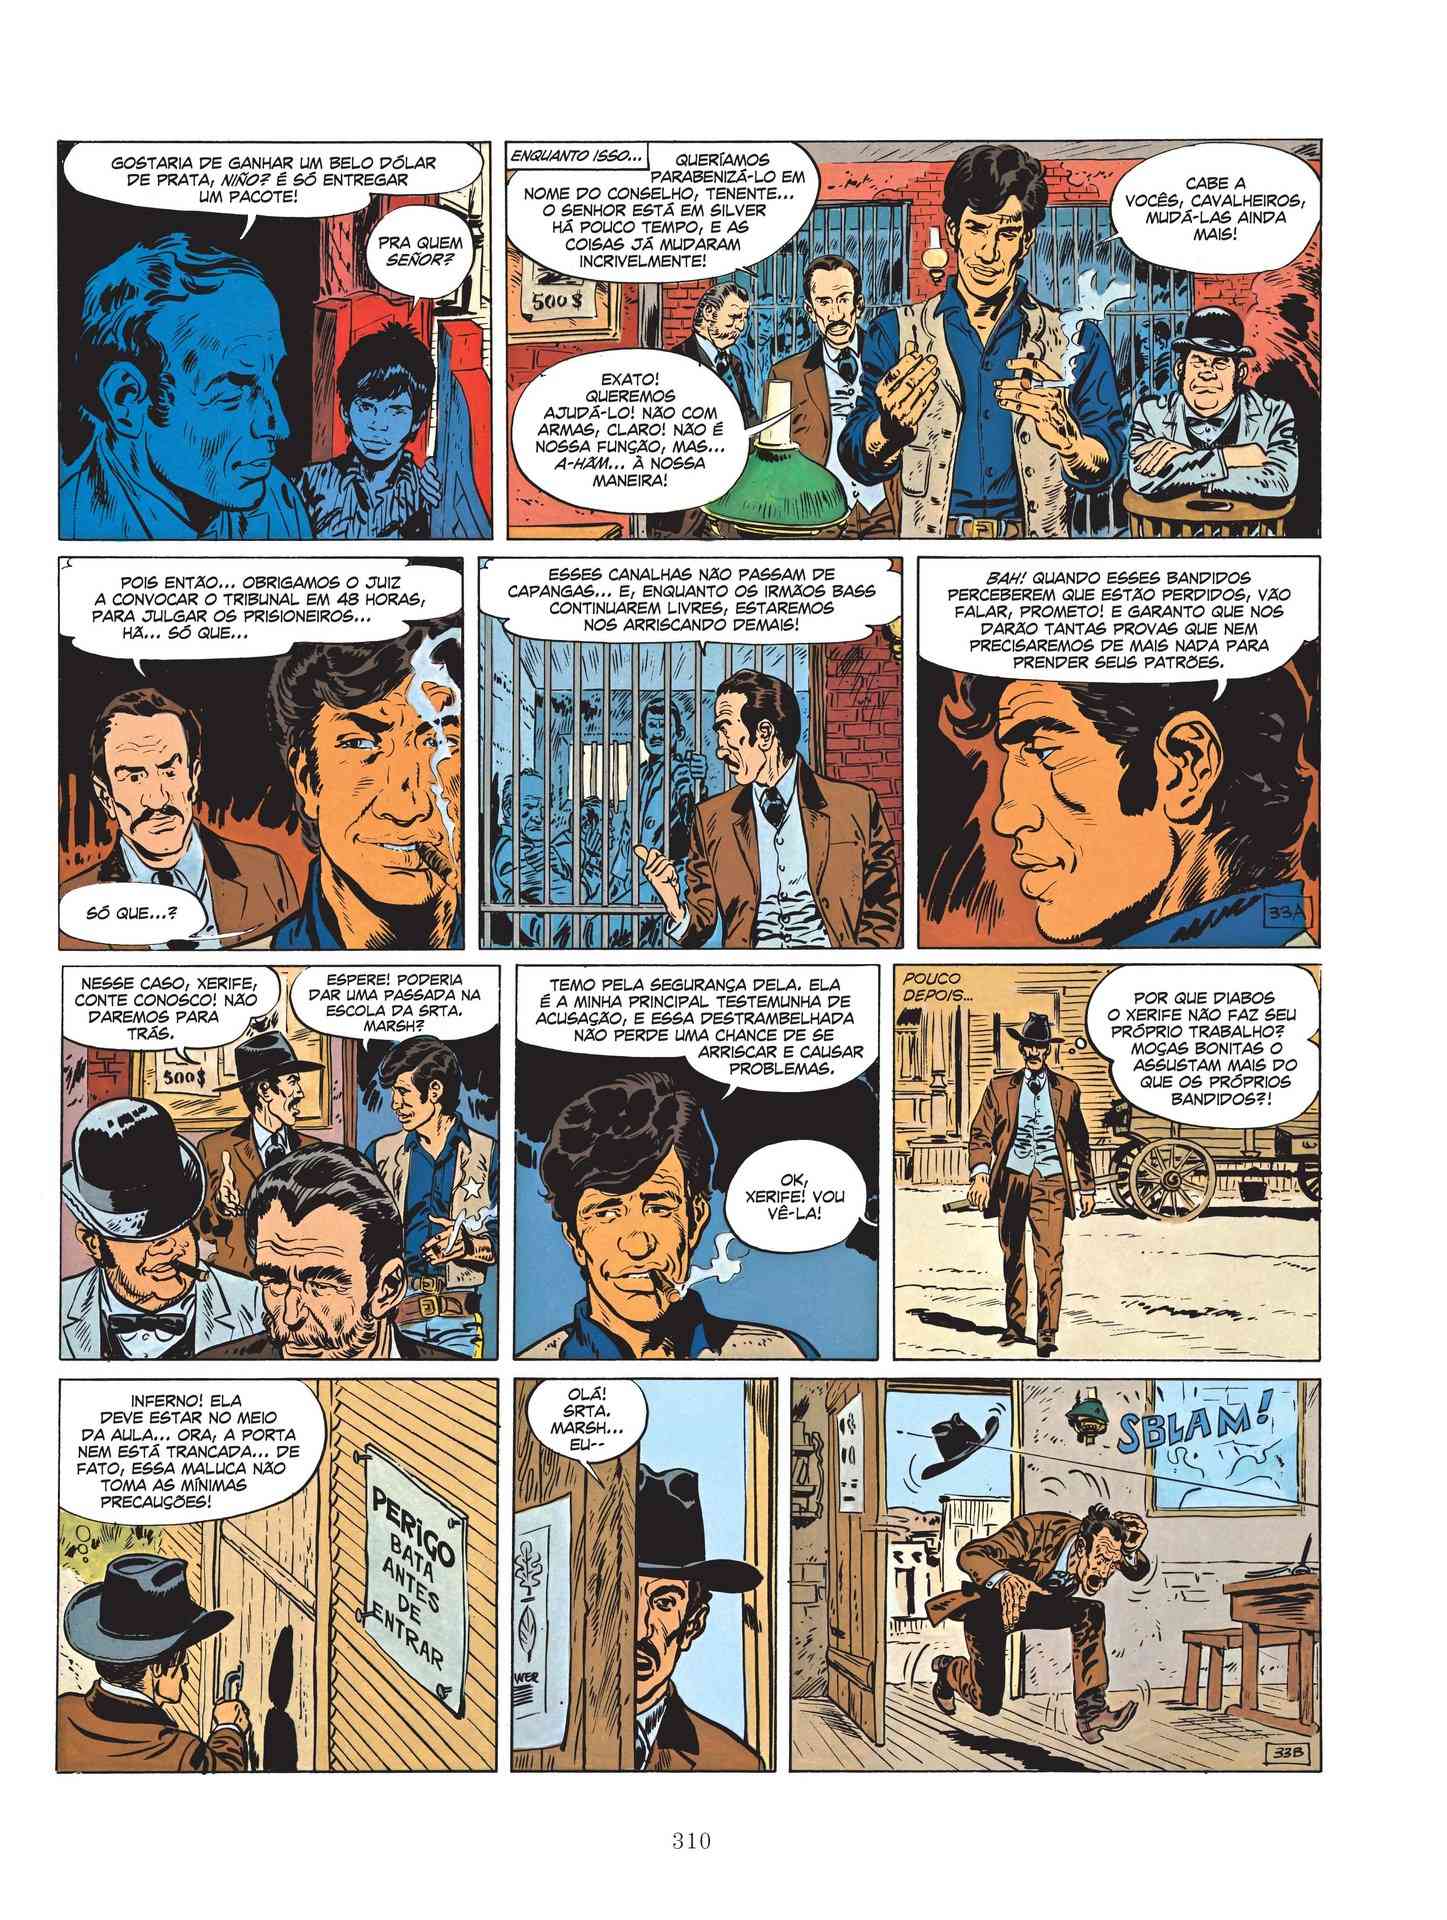 GOSTARIA DE GANHAR UM BELO DÓLAR
DE PRATA, NIÑO? É SÓ ENTREGAR
UM PACOTE!
PRA QUEM
SEÑOR?
ENQUANTO ISSO...
QUERÍAMOS
PARABENIZÁ-LO EM
NOME DO CONSELHO, TENENTE...
O SENHOR ESTÁ EM SILVER
HÁ POUCO TEMPO, E AS
COISAS JÁ MUDARAM
INCRIVELMENTE!
CABE A
VOCÊS, CAVALHEIROS,
MUDÁ-LAS AINDA
MAIS!
500$
EXATO!
QUEREMOS
AJUDÁ-LO! NÃO COM
ARMAS, CLARO! NÃO É
NOSSA FUNÇÃO, MAS...
A-HÃM... À NOSSA
MANEIRA!
POIS ENTÃO... OBRIGAMOS O JUIZ
A CONVOCAR O TRIBUNAL EM 48 HORAS,
PARA JULGAR OS PRISIONEIROS...
HÃ... SÓ QUE...
SÓ QUE...?
ESSES CANALHAS NÃO PASSAM DE
CAPANGAS... E, ENQUANTO OS IRMÃOS BASS
CONTINUAREM LIVRES, ESTAREMOS
NOS ARRISCANDO DEMAIS!
BAH! QUANDO ESSES BANDIDOS
PERCEBEREM QUE ESTÃO PERDIDOS, VÃO
FALAR, PROMETO! E GARANTO QUE NOS
DARÃO TANTAS PROVAS QUE NEM
PRECISAREMOS DE MAIS NADA PARA
PRENDER SEUS PATRÕES.
33A
NESSE CASO, XERIFE,
CONTE CONOSCO! NÃO
DAREMOS PARA
TRÁS.
ESPERE! PODERIA
DAR UMA PASSADA NA
ESCOLA DA SRTA.
MARSH?
500$
TEMO PELA SEGURANÇA DELA. ELA
É A MINHA PRINCIPAL TESTEMUNHA DE
ACUSAÇÃO, E ESSA DESTRAMBELHADA
NÃO PERDE UMA CHANCE DE SE
ARRISCAR E CAUSAR
PROBLEMAS.
OK,
XERIFE! VOU
VÊ-LA!
POUCO
DEPOIS...
POR QUE DIABOS
O XERIFE NÃO FAZ SEU
PRÓPRIO TRABALHO?
MOÇAS BONITAS O
ASSUSTAM MAIS DO
QUE OS PRÓPRIOS
BANDIDOS?!
INFERNO! ELA
DEVE ESTAR NO MEIO
DA AULA... ORA, A PORTA
NEM ESTÁ TRANCADA... DE
FATO, ESSA MALUCA NÃO
TOMA AS MÍNIMAS
PRECAUÇÕES!
PERIGO
BATA
ANTES
DE
ENTRAR
OLÁ!
SRTA.
MARSH...
EU--
WER
SBLAM!
33B
310